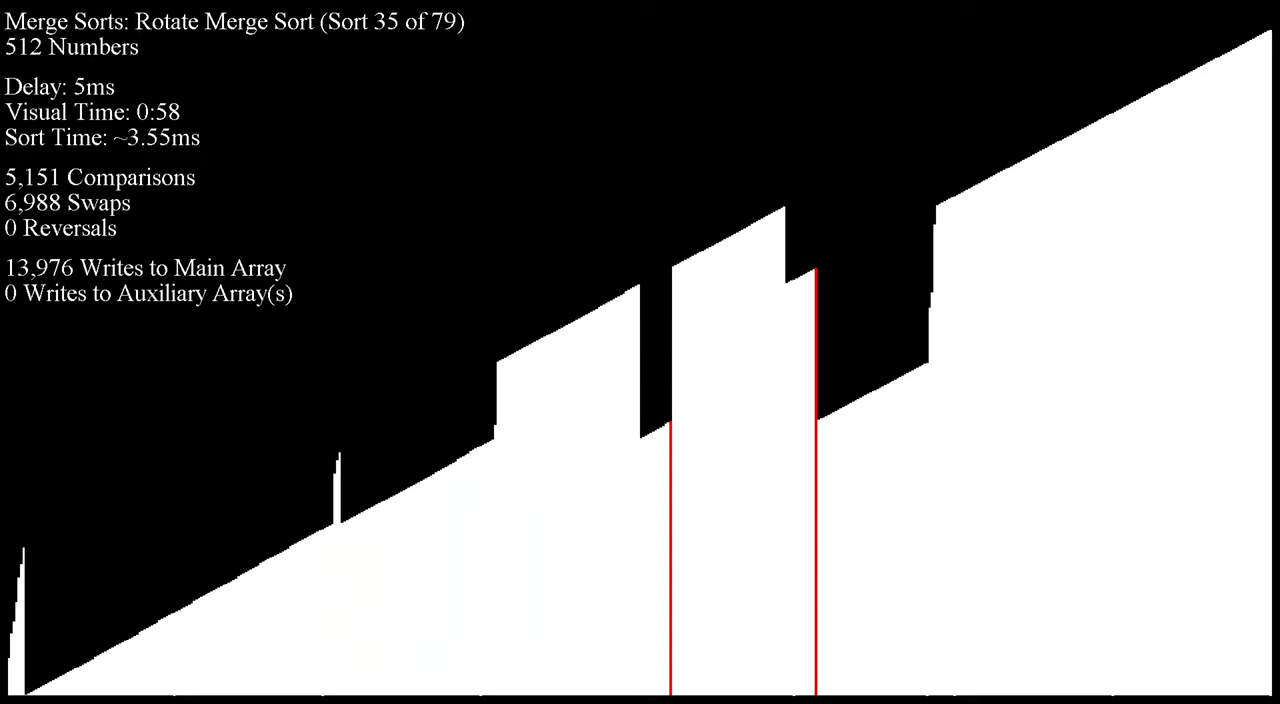 Merge Sorts: Rotate Merge Sort (Sort 35 of 79)
512 Numbers
Delay: 5ms
Visual Time: 0:58
Sort Time: ~3.55ms
5,151 Comparisons
6,988 Swaps
0 Reversals
13,976 Writes to Main Array
0 Writes to Auxiliary Array(s)